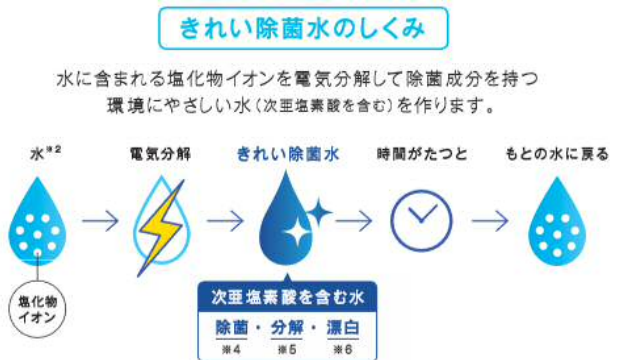 きれい除菌水のしくみ
水に含まれる塩化物イオンを電気分解して除菌成分を持つ
環境にやさしい水(次亜塩素酸を含む)を作ります。
水※2
電気分解
きれい除菌水
時間がたつと
もとの水に戻る
塩化物
イオン
次亜塩素酸を含む水
除菌・分解・漂白
※4 ※5 ※6